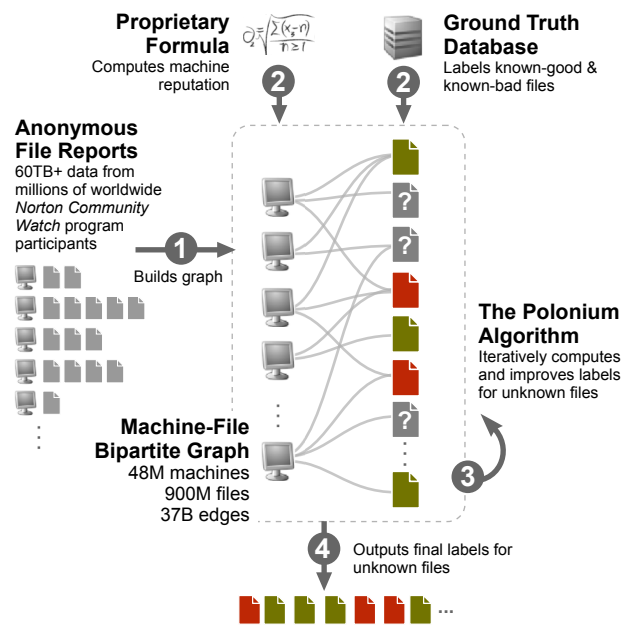 Proprietary
Formula
Computes machine
reputation
2
Ground Truth
Database
Labels known-good &
known-bad files
2
Anonymous
File Reports
60TB+ data from
millions of worldwide
Norton Community
Watch program
participants
1
Builds graph
?
?
?
The Polonium
Algorithm
Iteratively computes
and improves labels
for unknown files
3
Machine-File
Bipartite Graph
48M machines
900M files
37B edges
4
Outputs final labels for
unknown files
...